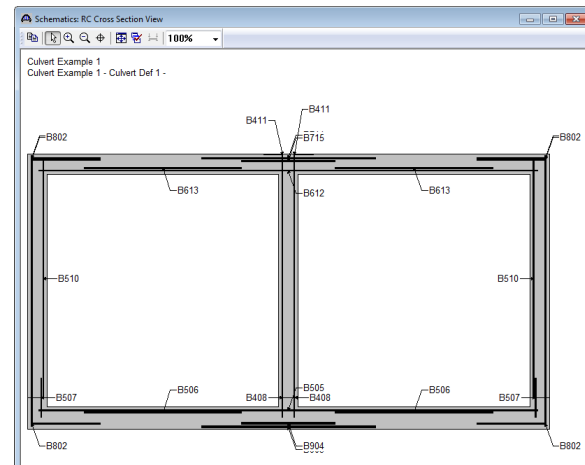 Schematics: RC Cross Section View
100%
Culvert Example 1
Culvert Example 1 - Culvert Def 1 -
B411
B411
B802
B715
B802
B613
B612
B613
B510
B510
B507
B506
B408
B505
B408
B506
B507
B802
B904
B802